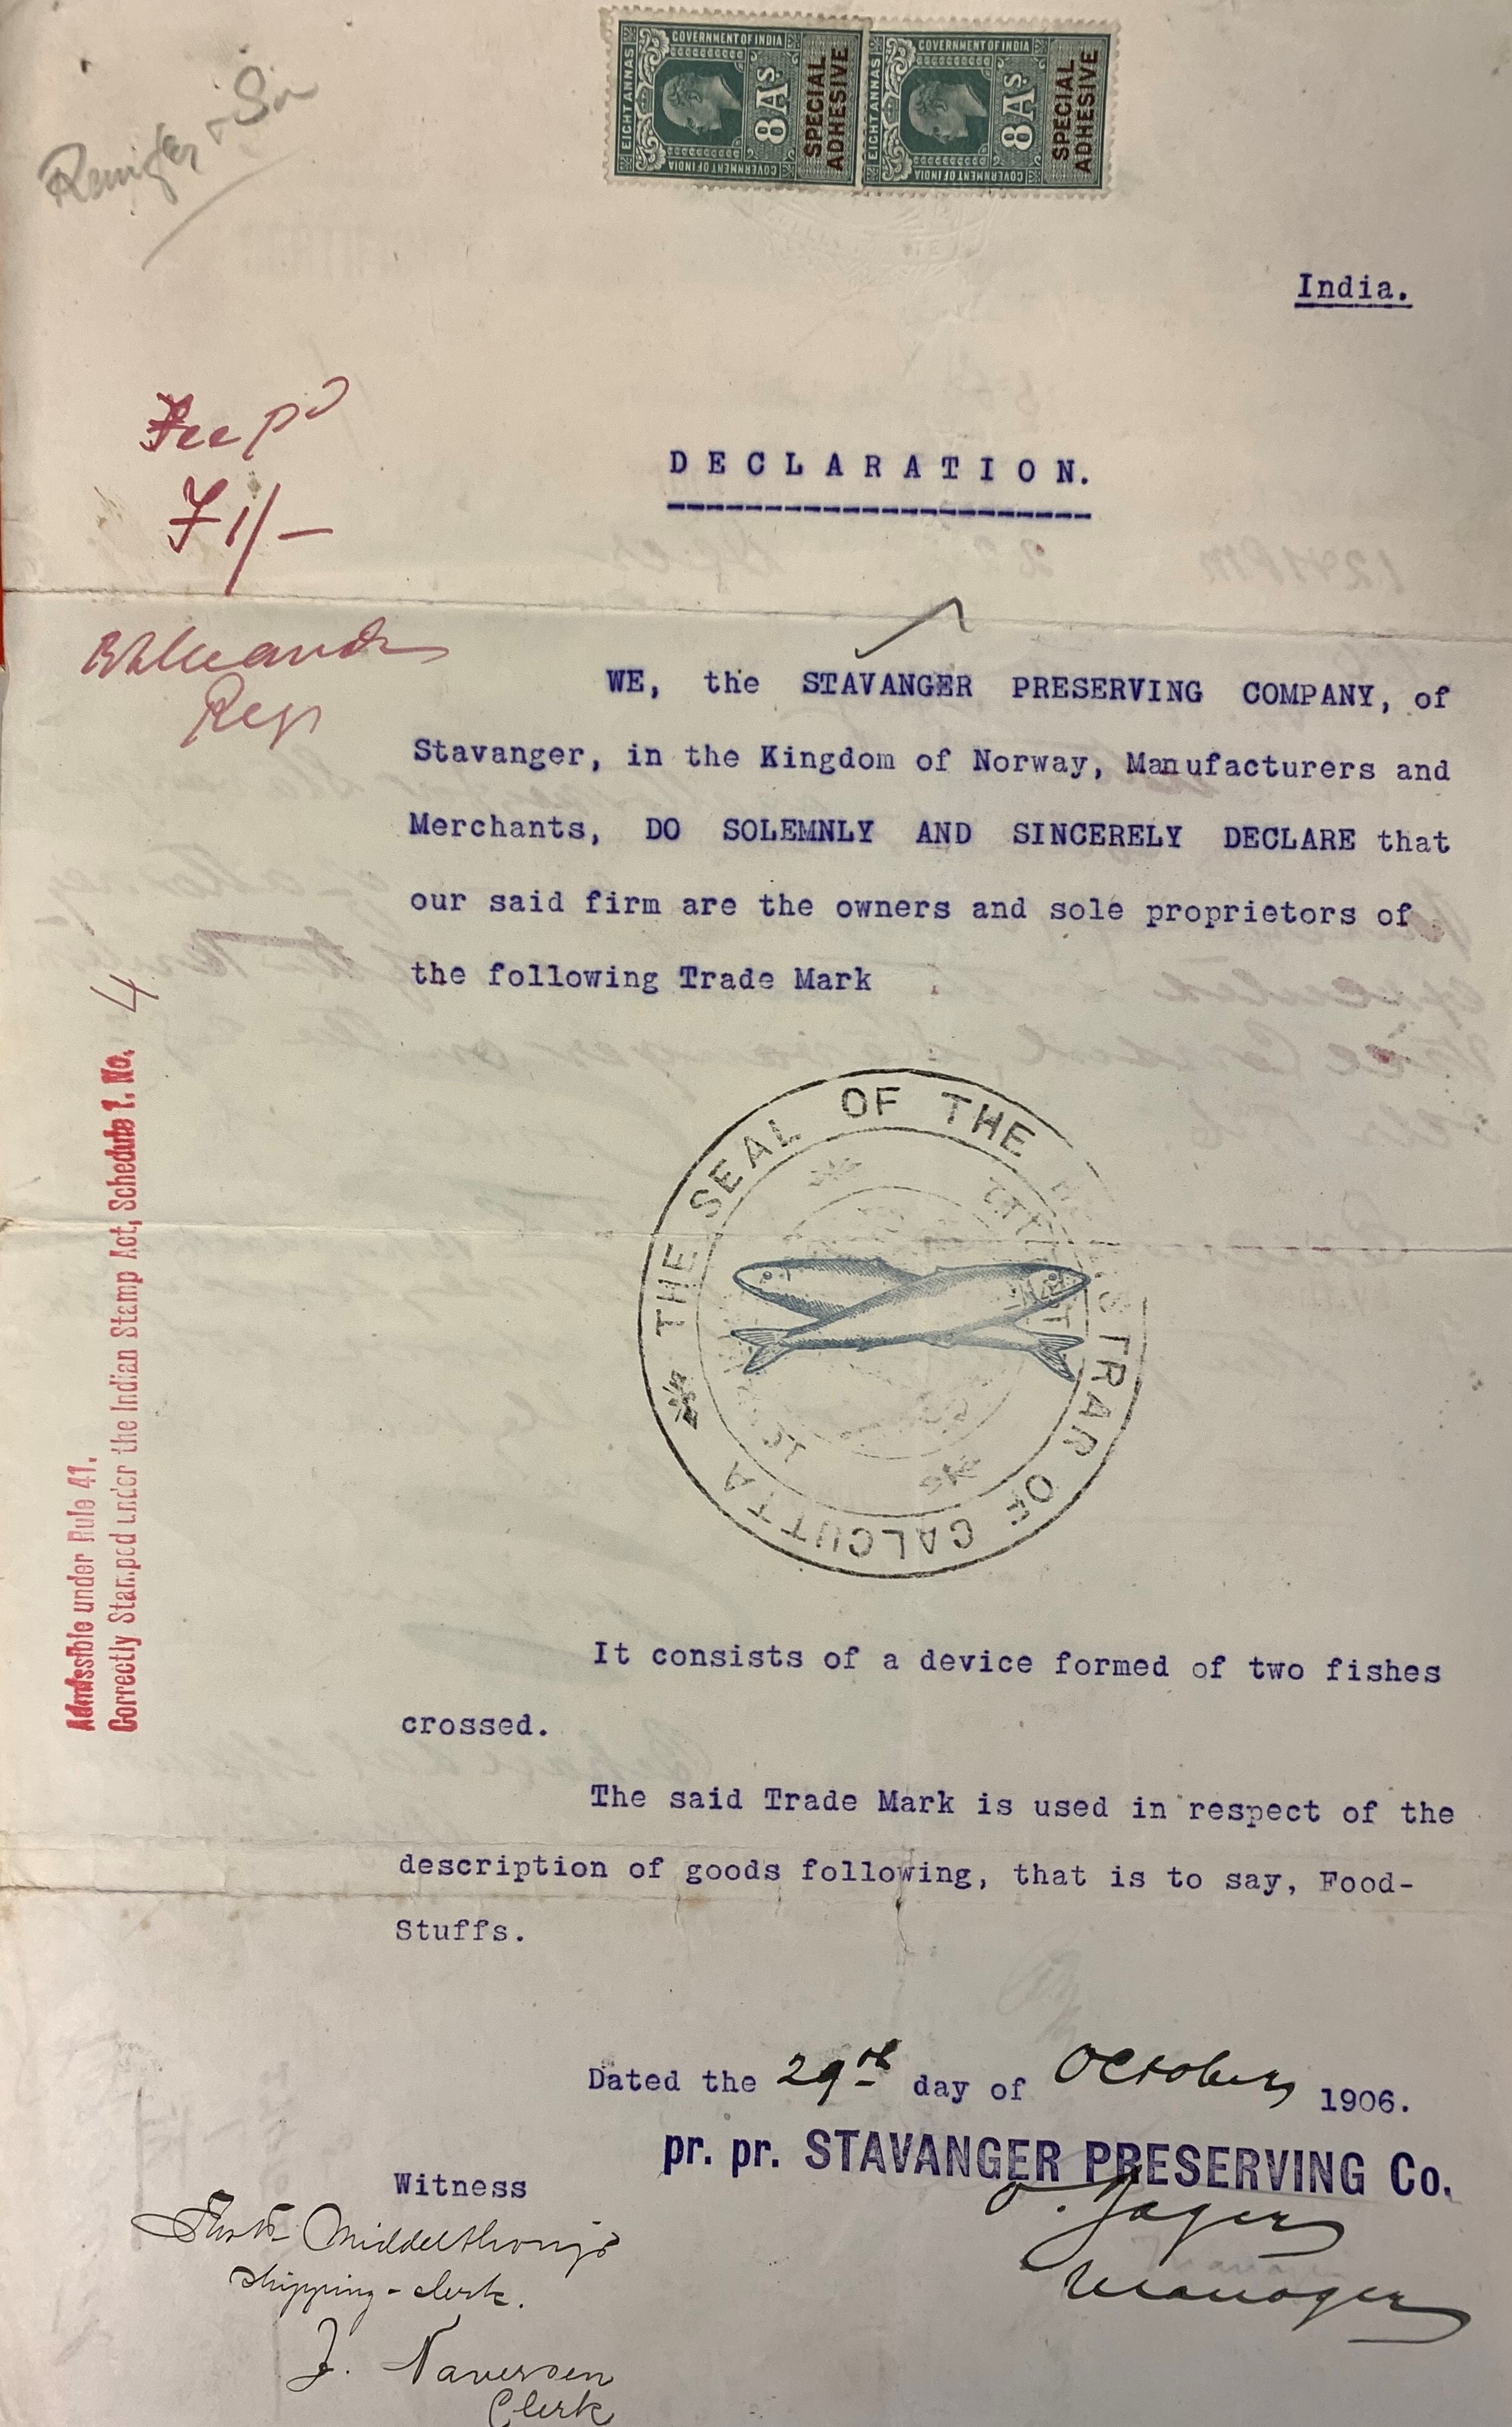 GOVERNMENT OF INDIA
EIGHT ANNAS
8 As.
SPECIAL
ADHESIVE
GOVERNMENT OF INDIA
GOVERNMENT OF INDIA
EIGHT ANNAS
8 As.
SPECIAL
ADHESIVE
GOVERNMENT OF INDIA
India.
Fee pd
F 1/-
DECLARATION.
Regr
WE, the STAVANGER PRESERVING COMPANY, of
Stavanger, in the Kingdom of Norway, Manufacturers and
Merchants, DO SOLEMNLY AND SINCERELY DECLARE that
our said firm are the owners and sole proprietors of
the following Trade Mark
Admissible under Rule 41.
Correctly Stamped under the Indian Stamp Act, Schedule 1. No. 4
THE SEAL OF THE REGISTRAR OF CALCUTTA
It consists of a device formed of two fishes
crossed.
The said Trade Mark is used in respect of the
description of goods following, that is to say, Food-
Stuffs.
Dated the 29th day of October 1906.
pr. pr. STAVANGER PRESERVING Co.
O. Jager
Manager
Witness
Middelthon
Shipping-clerk.
J. Naversen
Clerk